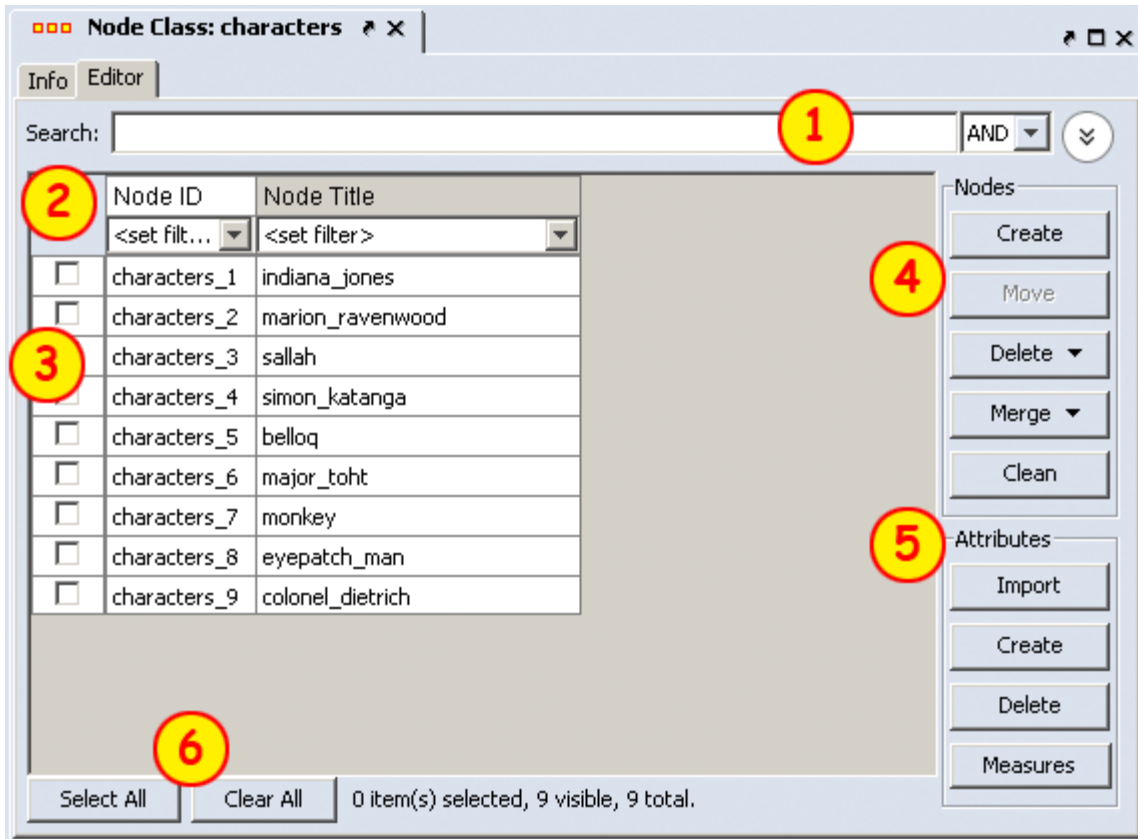 Node Class: characters
Info Editor
Search: 1 AND
2 Node ID Node Title
<set filt... <set filter>
characters_1 indiana_jones
characters_2 marion_ravenwood
3 characters_3 sallah
characters_4 simon_katanga
characters_5 belloq
characters_6 major_toht
characters_7 monkey
characters_8 eyepatch_man
characters_9 colonel_dietrich
Nodes
Create
4 Move
Delete
Merge
Clean
5 Attributes
Import
Create
Delete
Measures
6
Select All Clear All 0 item(s) selected, 9 visible, 9 total.